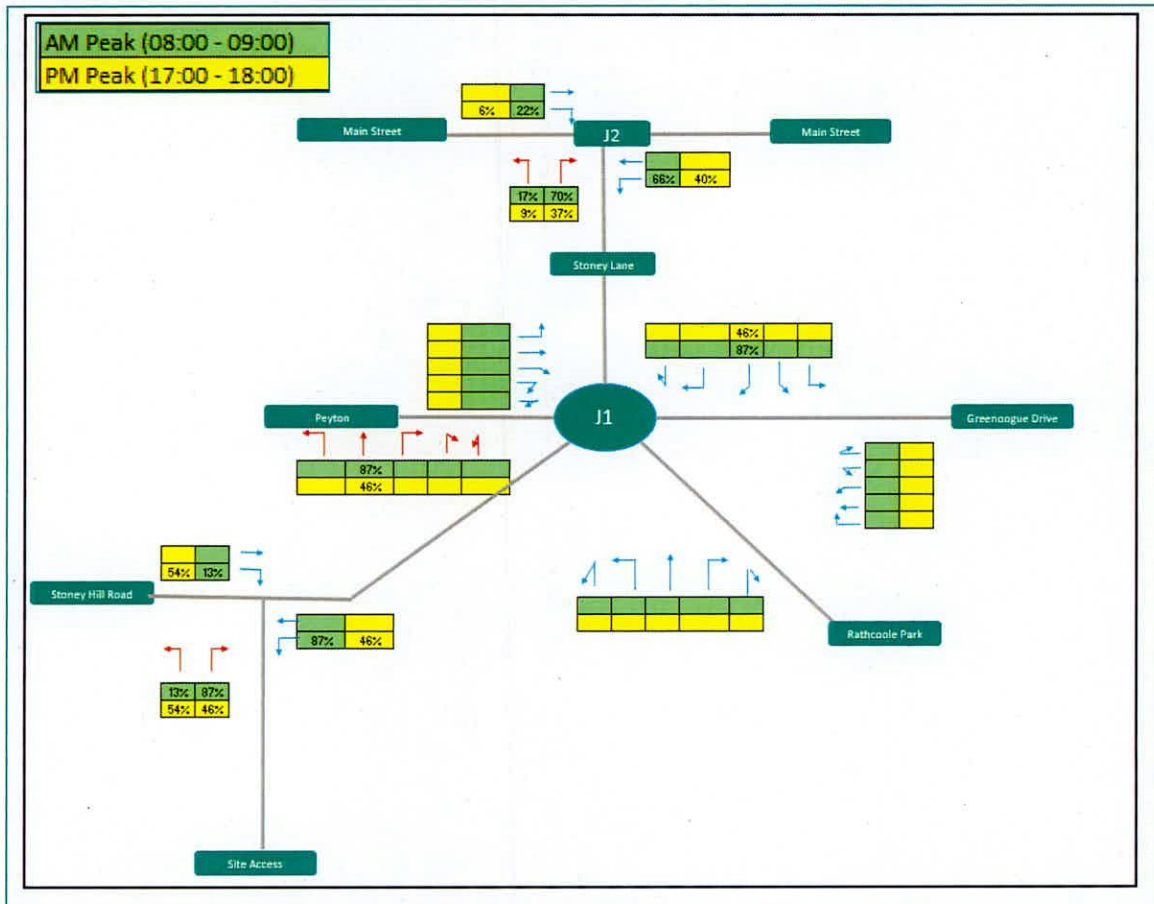 AM Peak (08:00 - 09:00)
PM Peak (17:00 - 18:00)
6% 22%
Main Street
J2
Main Street
66% 40%
17% 70%
9% 37%
Stoney Lane
46%
87%
Peyton
J1
Greenogue Drive
87%
46%
54% 13%
Stoney Hill Road
87% 46%
Rathcoole Park
13% 87%
54% 46%
Site Access